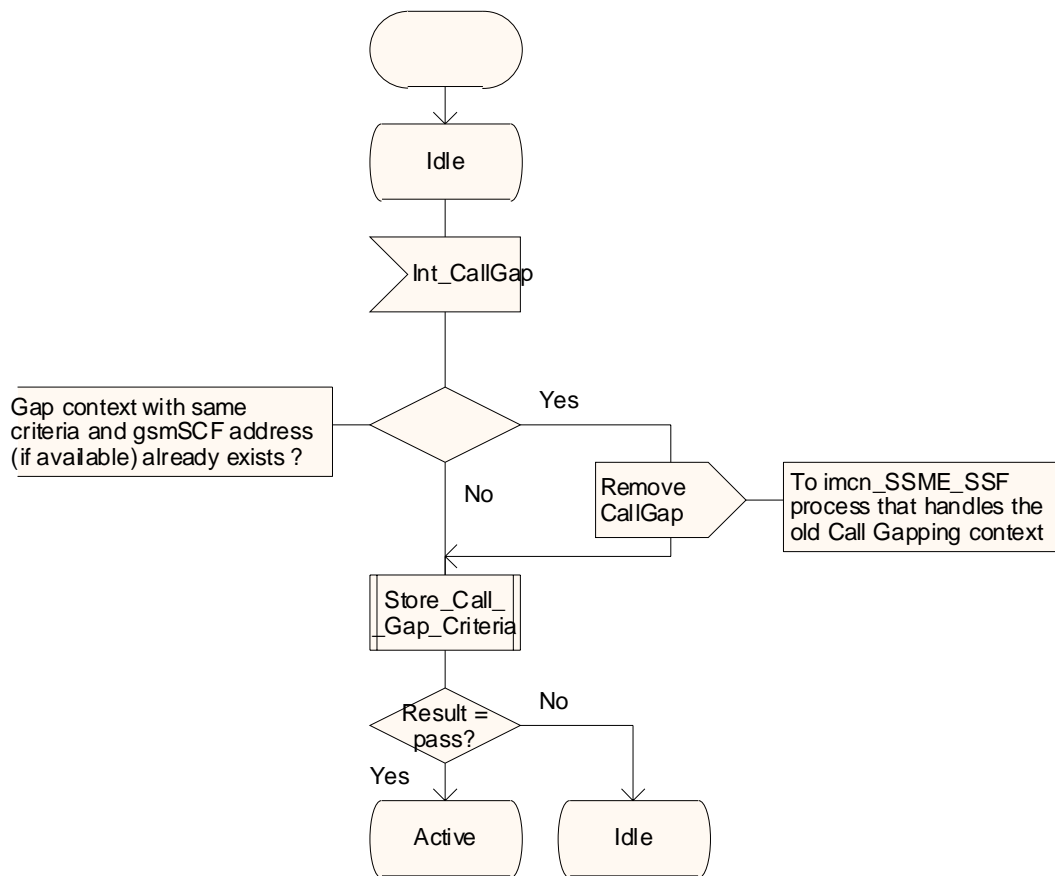 Idle
Int_CallGap
Gap context with same
criteria and gsmSCF address
(if available) already exists ?
Yes
No
Remove
CallGap
To imcn_SSME_SSF
process that handles the
old Call Gapping context
Store_Call_
_Gap_Criteria
Result =
pass?
No
Yes
Active
Idle